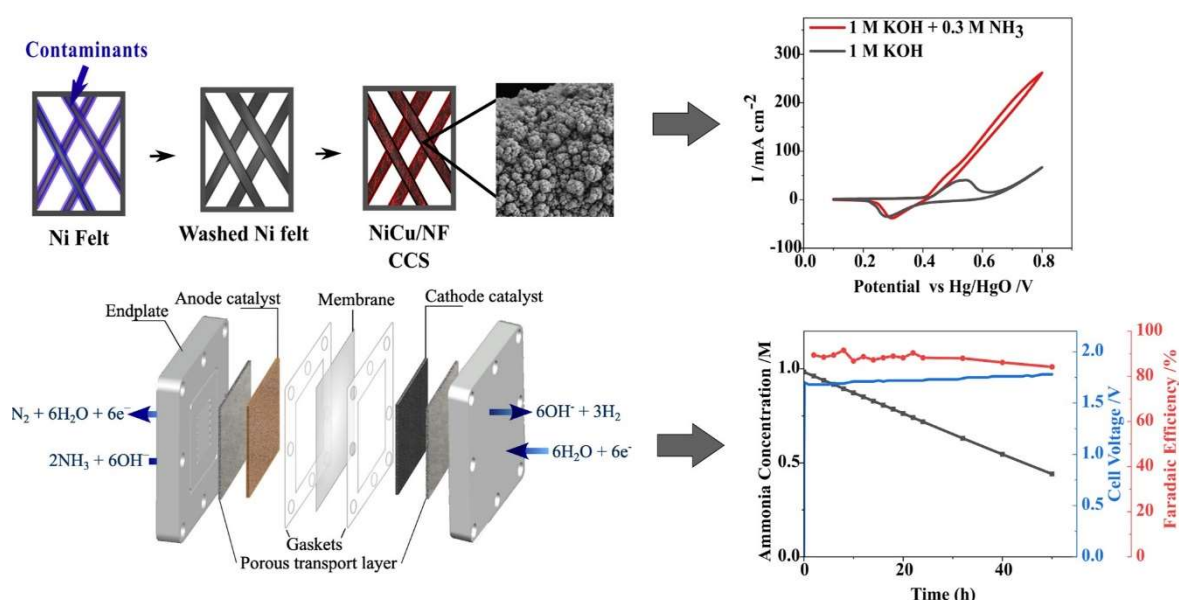 Contaminants
Ni Felt
Washed Ni felt
NiCu/NF
CCS
1 M KOH + 0.3 M NH3
1 M KOH
I /mA cm-2
300
200
100
0
-100
0.0 0.2 0.4 0.6 0.8 1.0
Potential vs Hg/HgO /V
Endplate
Anode catalyst
Membrane
Cathode catalyst
N2 + 6H2O + 6e-
2NH3 + 6OH-
6OH- + 3H2
6H2O + 6e-
Gaskets
Porous transport layer
Ammonia Concentration /M
1.0
0.5
0.0
0 20 40
Time (h)
2.0
1.5
1.0
0.5
0.0
Cell Voltage /V
100
80
60
40
20
0
Faradaic Efficiency /%